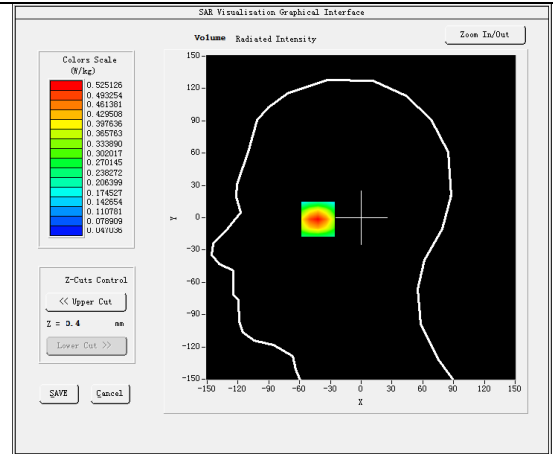 SAR Visualisation Graphical Interface
Volume Radiated Intensity
Zoom In/Out
Colors Scale
(W/kg)
0.525126
0.493254
0.461381
0.429508
0.397636
0.365763
0.333890
0.302017
0.270145
0.238272
0.206399
0.174527
0.142654
0.110781
0.078909
0.047036
Z-Cuts Control
<< Upper Cut
Z = 0.4 mm
Lower Cut >>
SAVE Cancel
150
120
90
60
30
0
-30
-60
-90
-120
-150
Y
-150 -120 -90 -60 -30 0 30 60 90 120 150
X